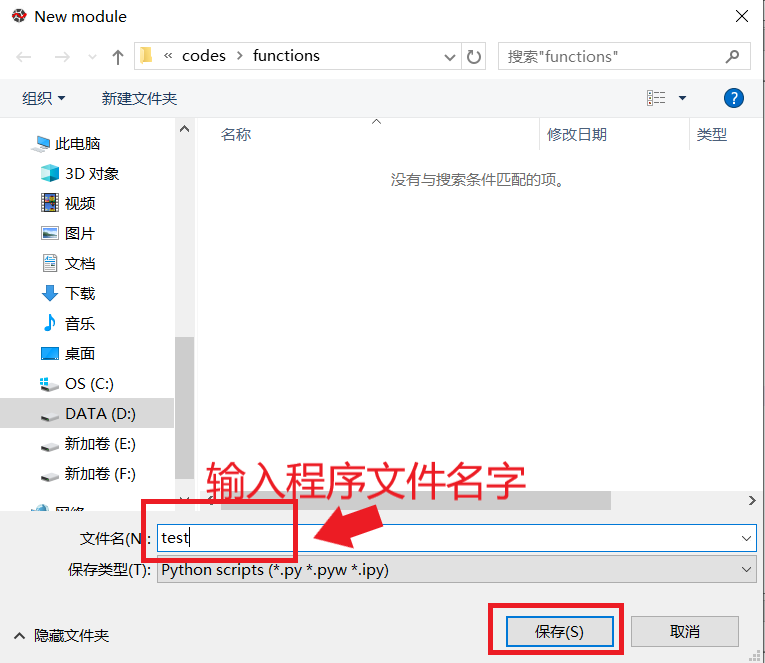 New module
« codes › functions
搜索"functions"
组织
新建文件夹
?
名称
修改日期
类型
没有与搜索条件匹配的项。
此电脑
3D 对象
视频
图片
文档
下载
音乐
桌面
OS (C:)
DATA (D:)
新加卷 (E:)
新加卷 (F:)
网络
输入程序文件名字
文件名(N):
test
保存类型(T):
Python scripts (*.py *.pyw *.ipy)
隐藏文件夹
保存(S)
取消